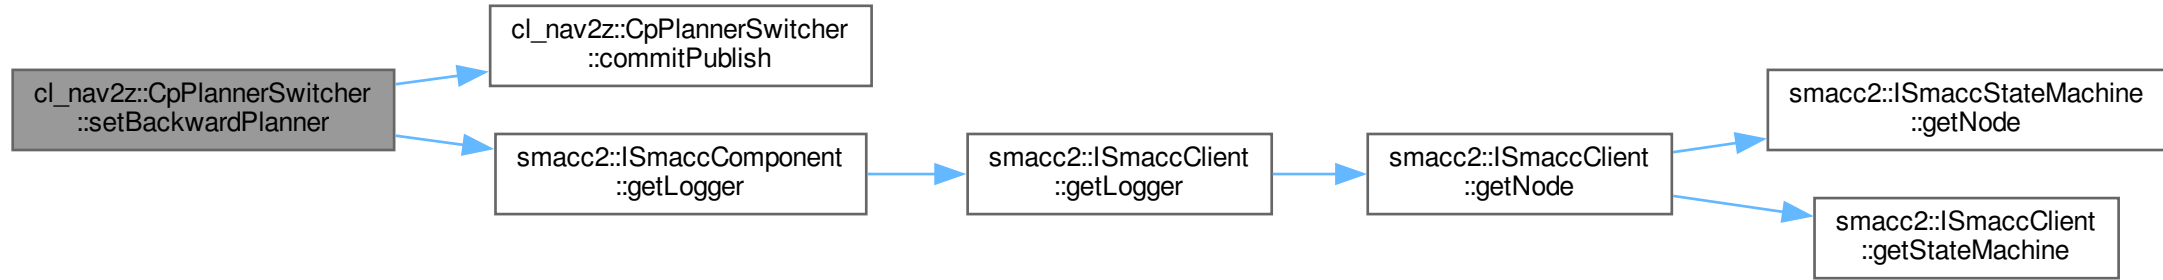 cl_nav2z::CpPlannerSwitcher
::setBackwardPlanner
cl_nav2z::CpPlannerSwitcher
::commitPublish
smacc2::ISmaccComponent
::getLogger
smacc2::ISmaccClient
::getLogger
smacc2::ISmaccClient
::getNode
smacc2::ISmaccStateMachine
::getNode
smacc2::ISmaccClient
::getStateMachine